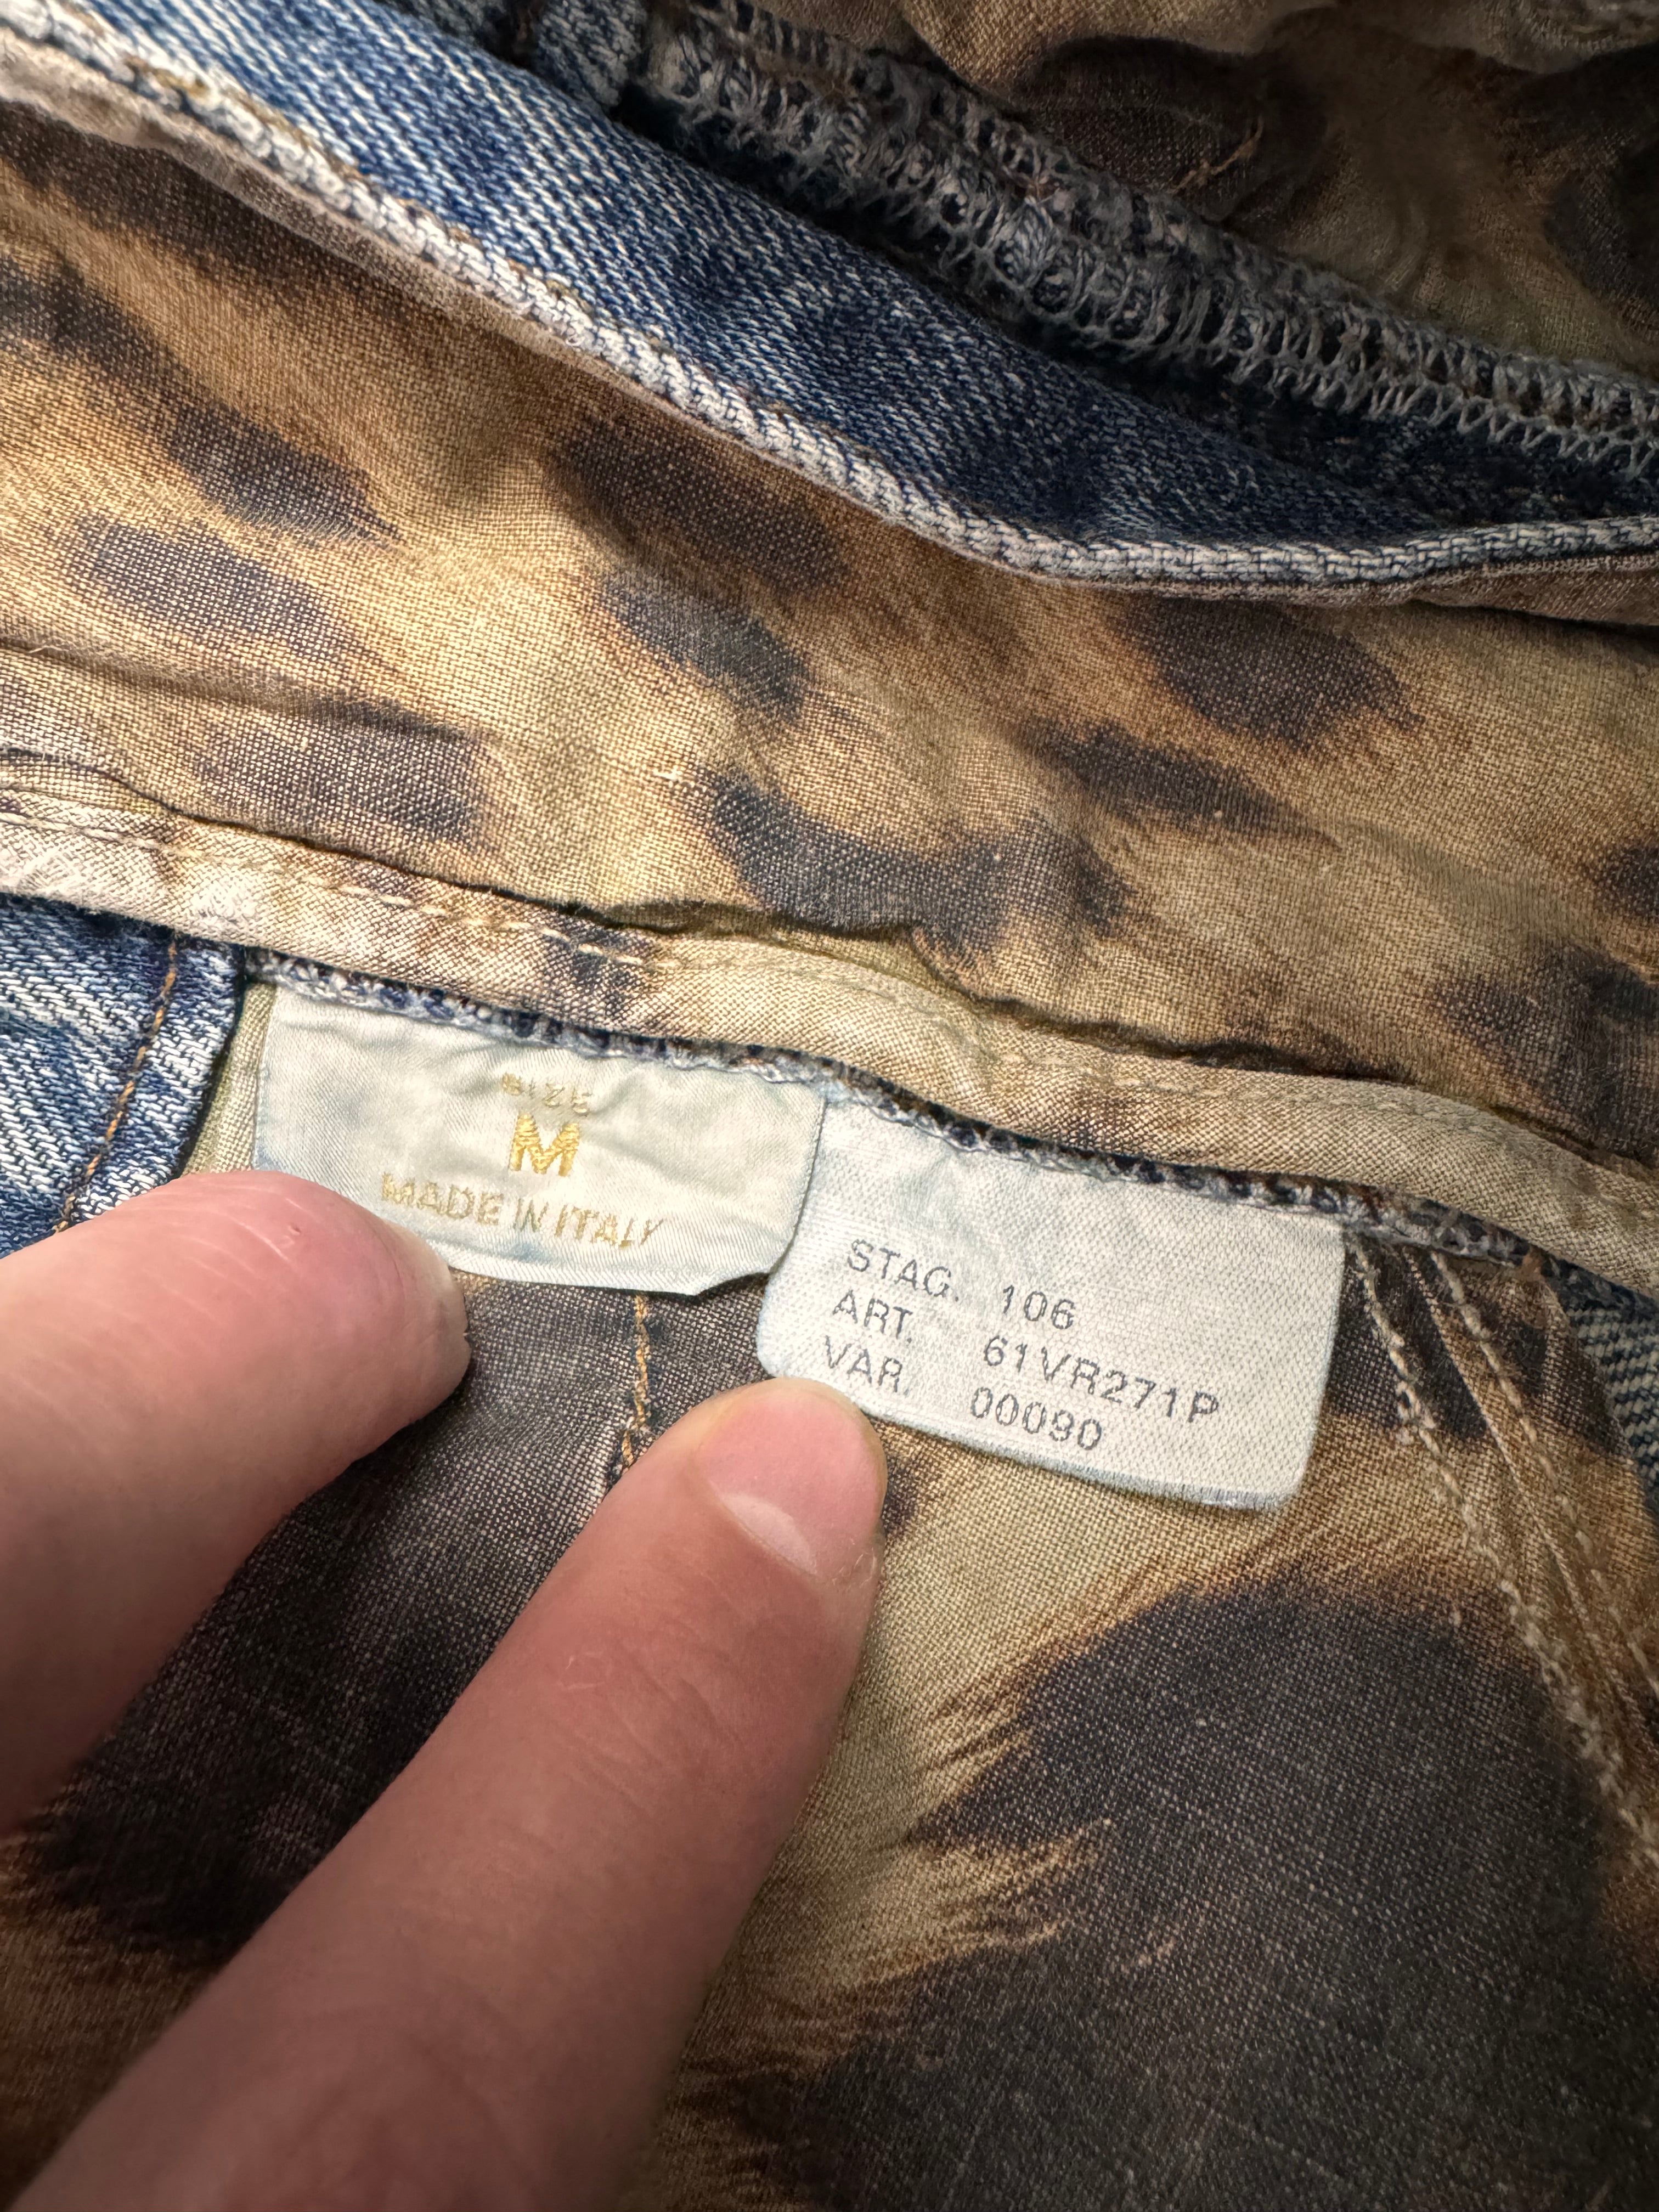 SIZE
M
MADE IN ITALY
STAG. 106
ART. 61VR271P
VAR. 00090